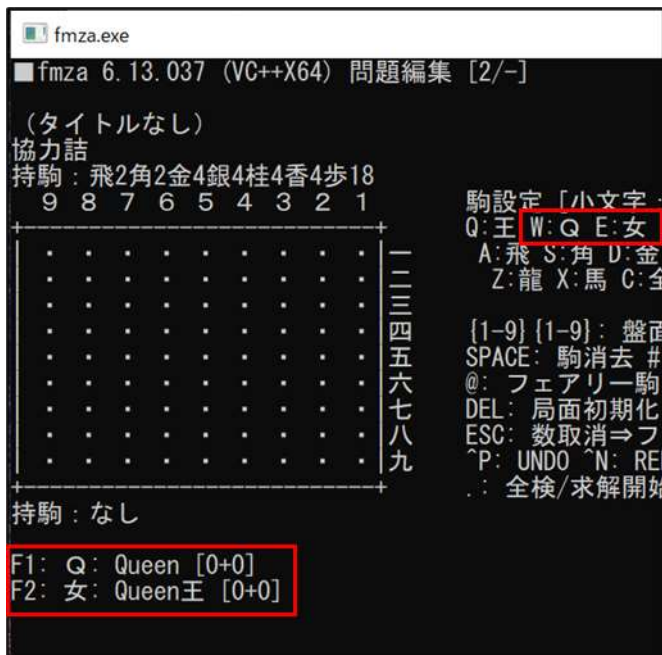 fmza.exe
■fmza 6.13.037 (VC++X64) 問題編集 [2/-]
(タイトルなし)
協力詰
持駒:飛2角2金4銀4桂4香4歩18
9 8 7 6 5 4 3 2 1
一
二
三
四
五
六
七
八
九
持駒:なし
F1: Q: Queen [0+0]
F2: 女: Queen王 [0+0]
駒設定 [小文字
Q:王 W:Q E:女
A:飛 S:角 D:金
Z:龍 X:馬 C:全
{1-9}{1-9}: 盤面
SPACE: 駒消去 #
@: フェアリー駒
DEL: 局面初期化
ESC: 数取消⇒フ
^P: UNDO ^N: RE
.: 全検/求解開始